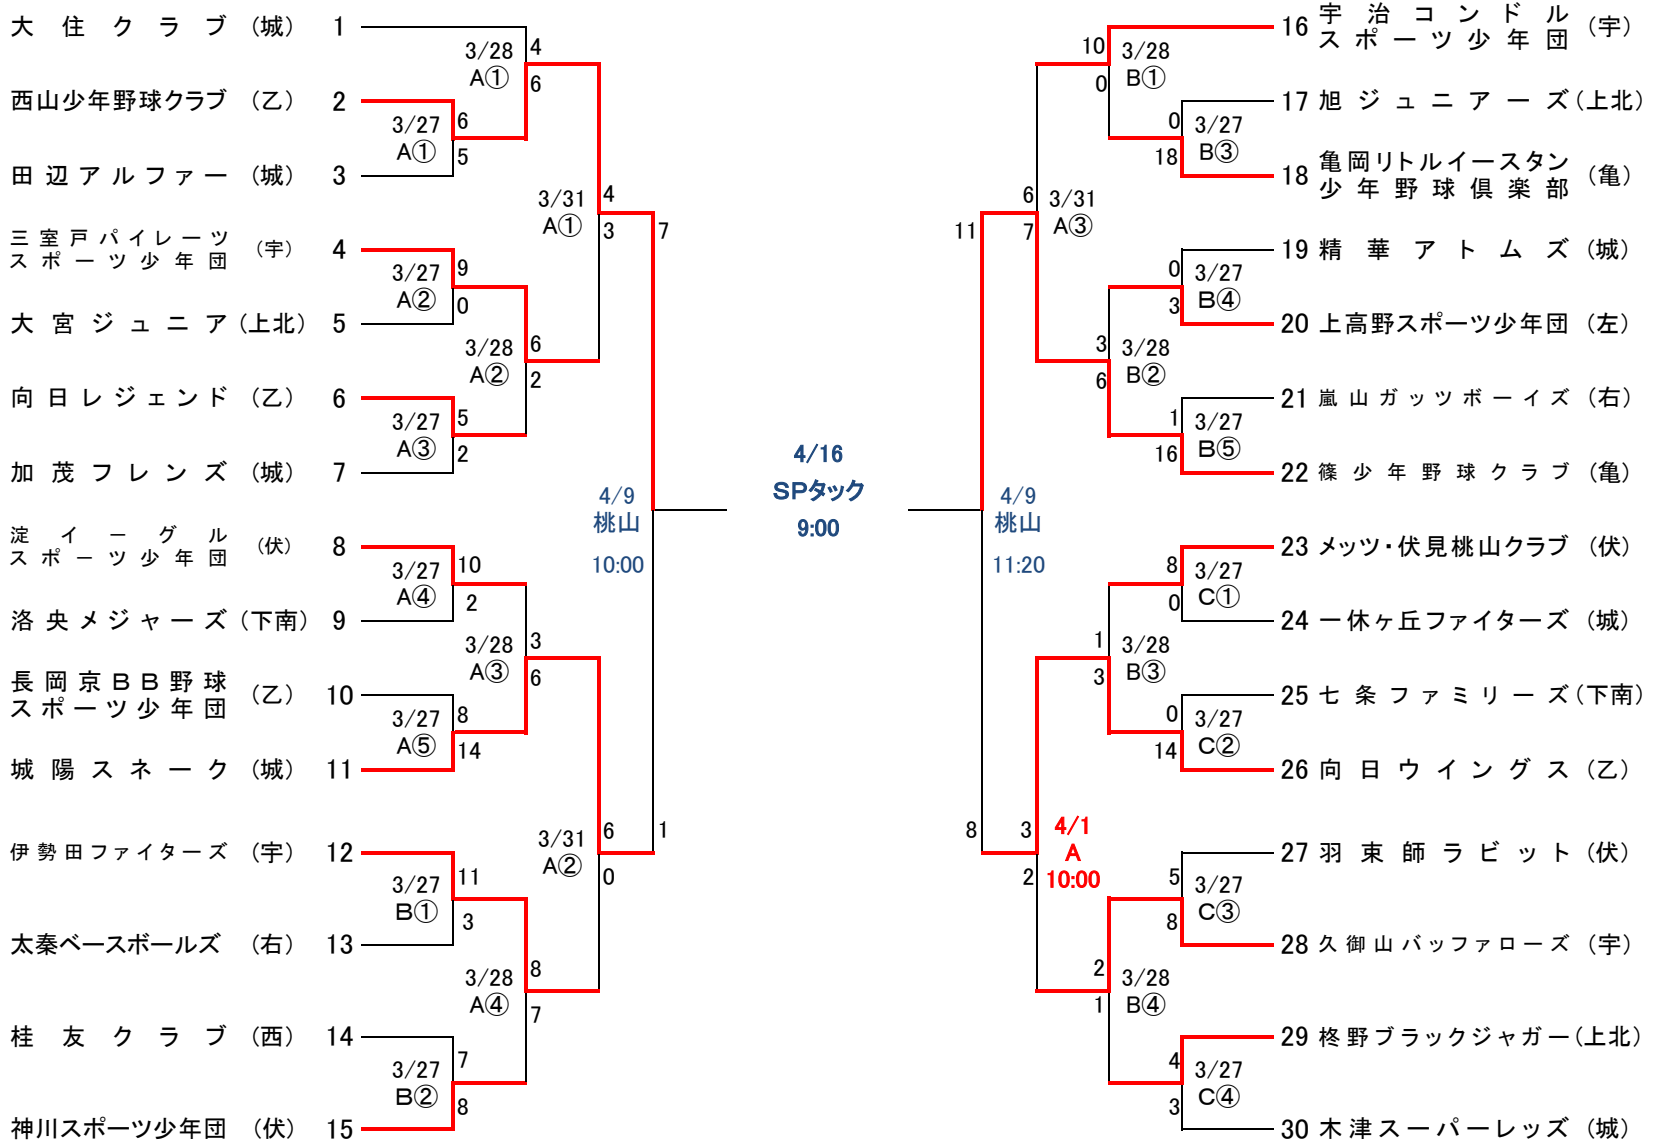 大住クラブ (城) 1
西山少年野球クラブ (乙) 2
田辺アルファー (城) 3
三室戸パイレーツ
スポーツ少年団 (宇) 4
大宮ジュニア (上北) 5
向日レジェンド (乙) 6
加茂フレンズ (城) 7
淀イーグル
スポーツ少年団 (伏) 8
洛央メジャーズ (下南) 9
長岡京BB野球
スポーツ少年団 (乙) 10
城陽スネーク (城) 11
伊勢田ファイターズ (宇) 12
太秦ベースボールズ (右) 13
桂友クラブ (西) 14
神川スポーツ少年団 (伏) 15
3/27
A①
6
5
3/27
A②
9
0
3/27
A③
5
2
3/27
A④
10
2
3/27
A⑤
8
14
3/27
B①
11
3
3/27
B②
7
8
3/28
A①
4
6
3/28
A②
6
2
3/28
A③
3
6
3/28
A④
8
7
3/31
A①
4
3
3/31
A②
6
0
4/9
桃山
10:00
7
1
4/16
SPタック
9:00
4/9
桃山
11:20
11
8
3/31
A③
6
7
4/1
A
10:00
3
2
3/28
B①
10
0
3/28
B②
3
6
3/28
B③
1
3
3/28
B④
2
1
3/27
B③
0
18
3/27
B④
0
3
3/27
B⑤
1
16
3/27
C①
8
0
3/27
C②
0
14
3/27
C③
5
8
3/27
C④
4
3
16 宇治コンドル
スポーツ少年団 (宇)
17 旭ジュニアーズ (上北)
18 亀岡リトルイースタン
少年野球倶楽部 (亀)
19 精華アトムズ (城)
20 上高野スポーツ少年団 (左)
21 嵐山ガッツボーイズ (右)
22 篠少年野球クラブ (亀)
23 メッツ・伏見桃山クラブ (伏)
24 一休ヶ丘ファイターズ (城)
25 七条ファミリーズ (下南)
26 向日ウイングス (乙)
27 羽束師ラビット (伏)
28 久御山バッファローズ (宇)
29 柊野ブラックジャガー (上北)
30 木津スーパーレッズ (城)